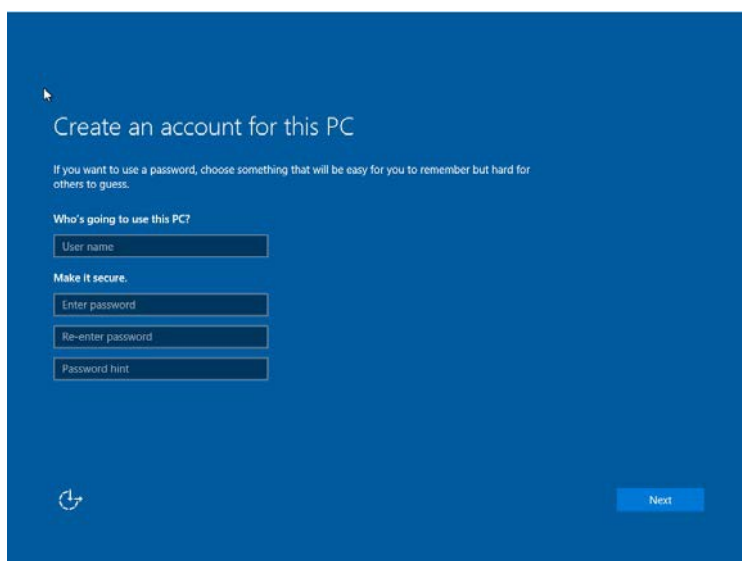 Create an account for this PC
If you want to use a password, choose something that will be easy for you to remember but hard for
others to guess.
Who's going to use this PC?
User name
Make it secure.
Enter password
Re-enter password
Password hint
Next